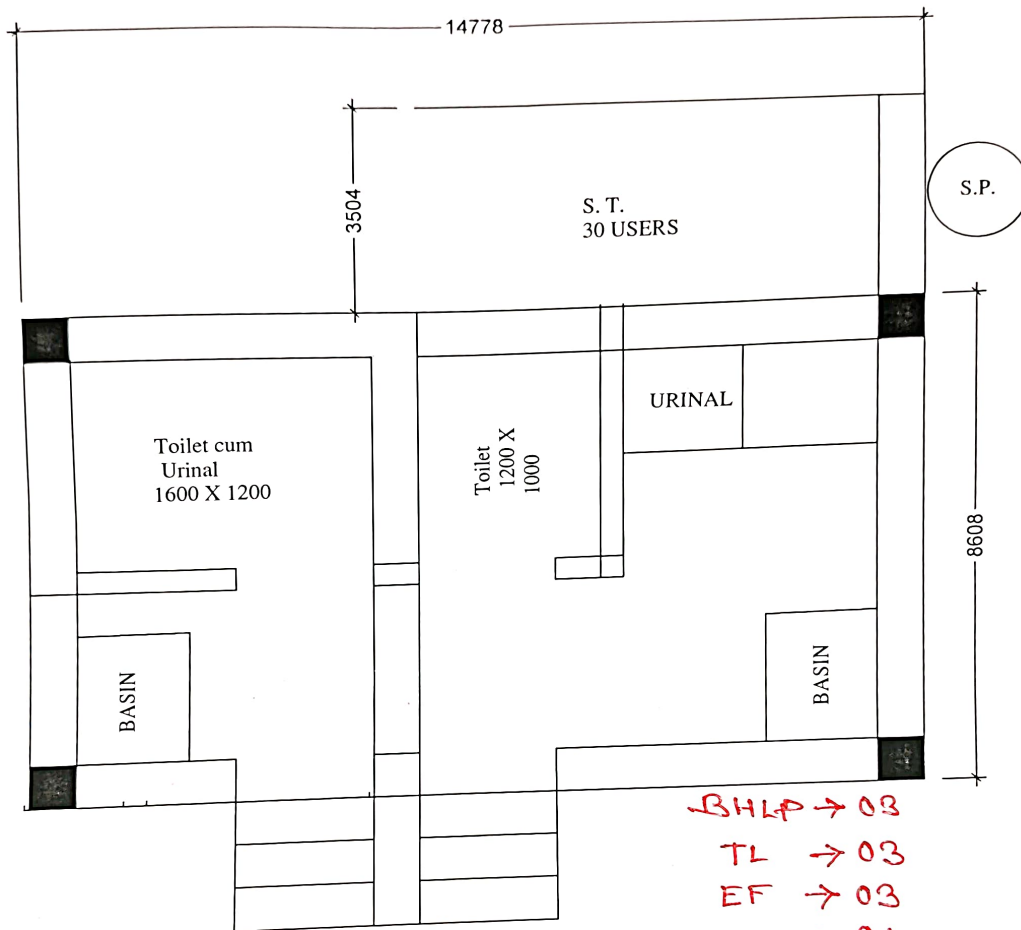 14778
3504
S. T.
30 USERS
S.P.
Toilet cum
Urinal
1600 X 1200
Toilet
1200 X
1000
URINAL
8608
BASIN
BASIN
BHLP → 03
TL → 03
EF → 03